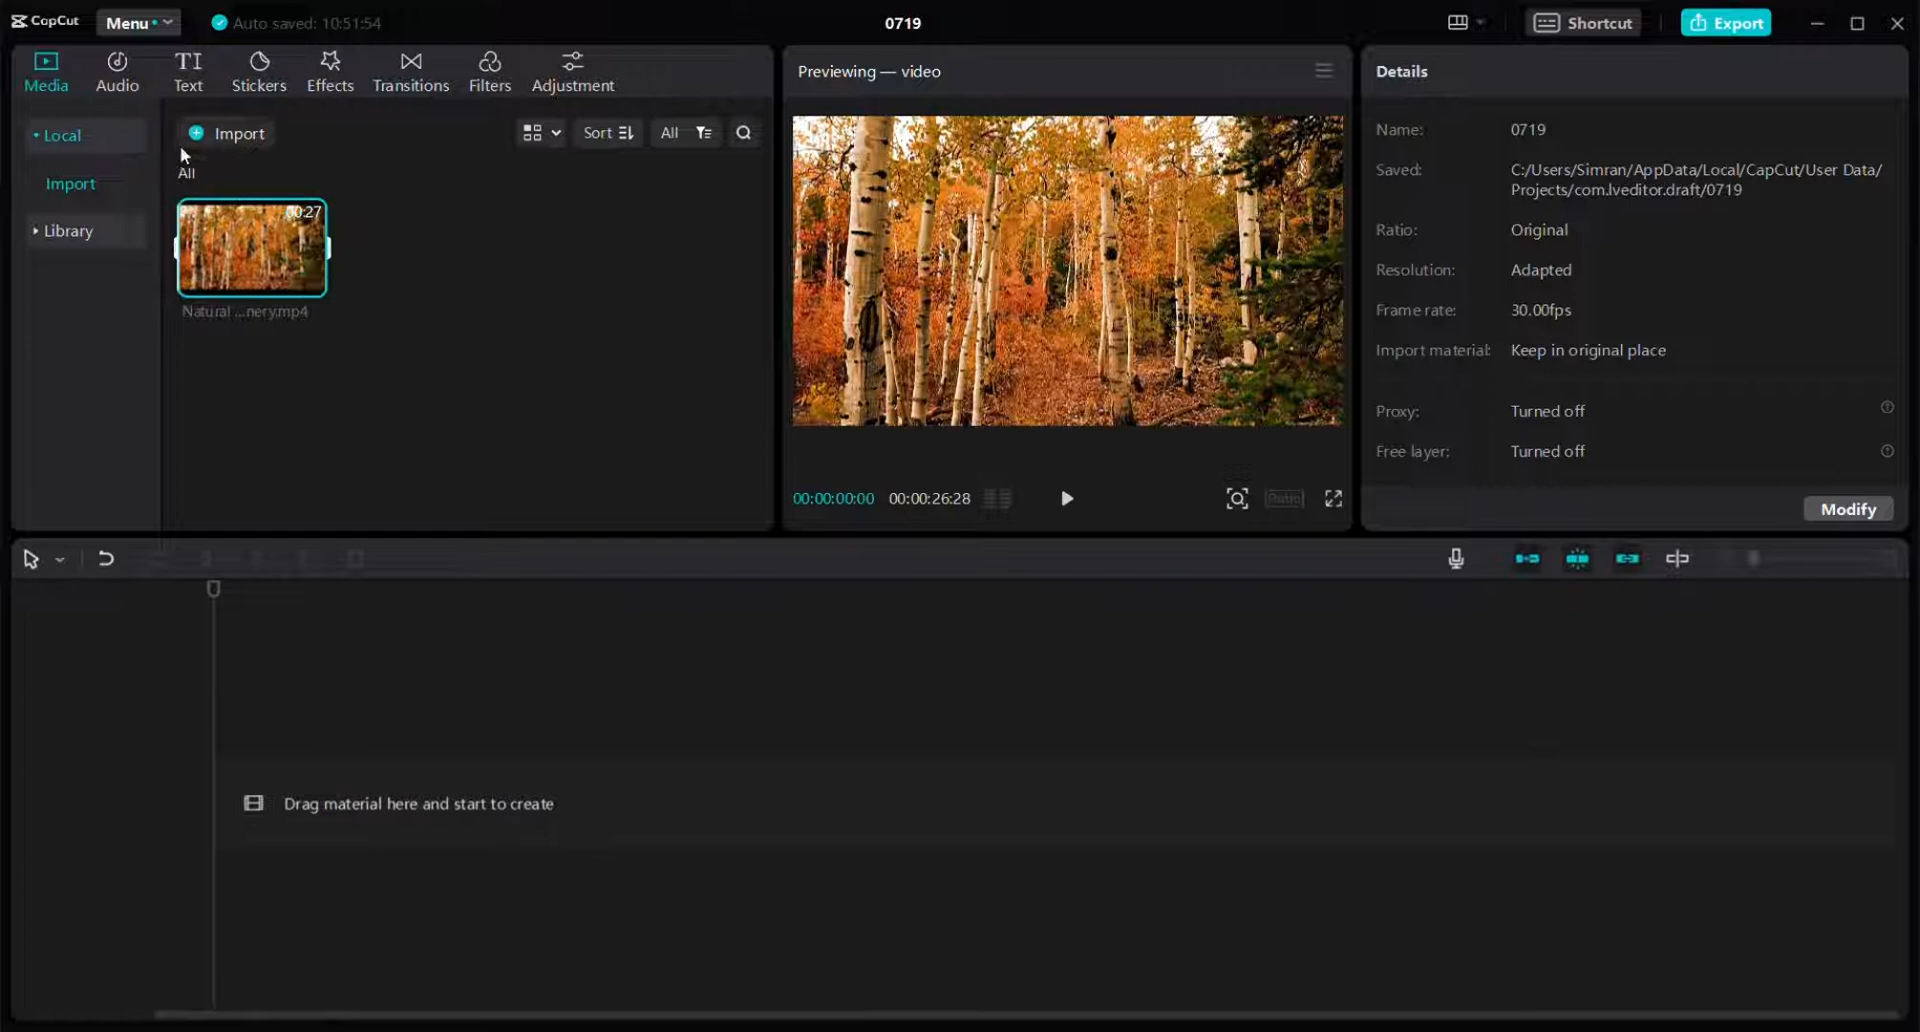 CapCut
Menu
Auto saved: 10:51:54
0719
Shortcut
Export
Media
Audio
Text
Stickers
Effects
Transitions
Filters
Adjustment
Local
Import
Library
Import
Sort
All
All
00:27
Natural ...nery.mp4
Previewing — video
00:00:00:00
00:00:26:28
Ratio
Details
Name: 0719
Saved: C:/Users/Simran/AppData/Local/CapCut/User Data/
Projects/com.lveditor.draft/0719
Ratio: Original
Resolution: Adapted
Frame rate: 30.00fps
Import material: Keep in original place
Proxy: Turned off
Free layer: Turned off
Modify
Drag material here and start to create